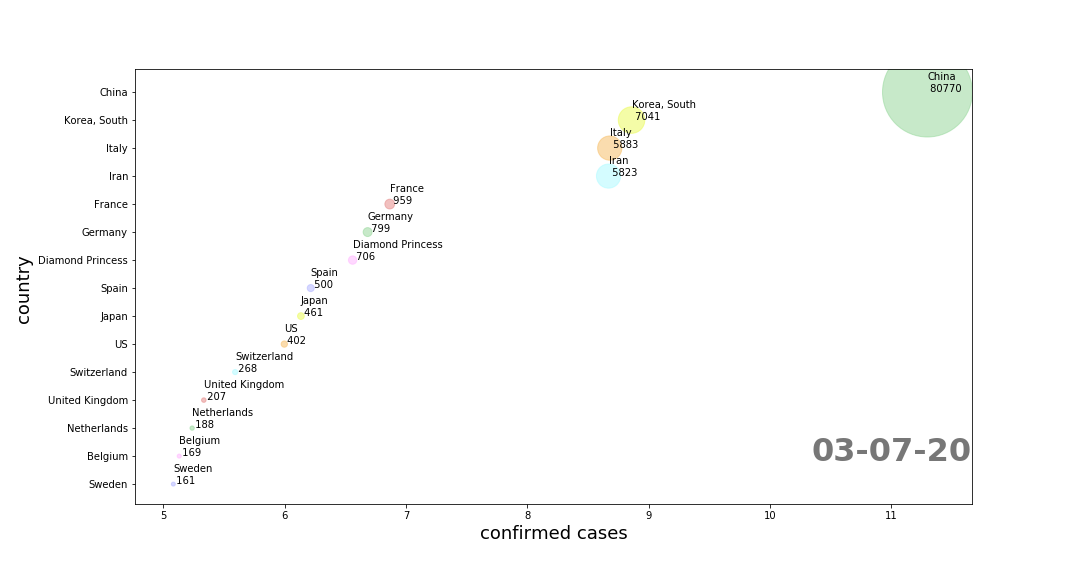 China
80770
Korea, South
7041
Italy
5883
Iran
5823
France
959
Germany
799
Diamond Princess
706
Spain
500
Japan
461
US
402
Switzerland
268
United Kingdom
207
Netherlands
188
Belgium
169
Sweden
161
03-07-20
China
Korea, South
Italy
Iran
France
Germany
Diamond Princess
Spain
Japan
US
Switzerland
United Kingdom
Netherlands
Belgium
Sweden
country
5 6 7 8 9 10 11
confirmed cases